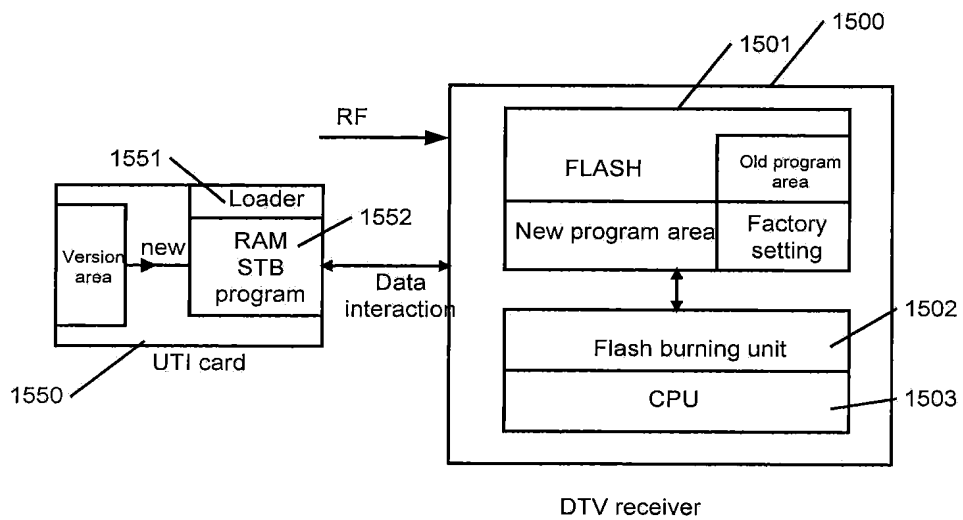 1500
1501
RF
1551
FLASH
Old program
area
Loader
1552
New program area
Factory
setting
Version
area
new
RAM
STB
program
Data
interaction
1502
Flash burning unit
UTI card
1550
CPU
1503
DTV receiver